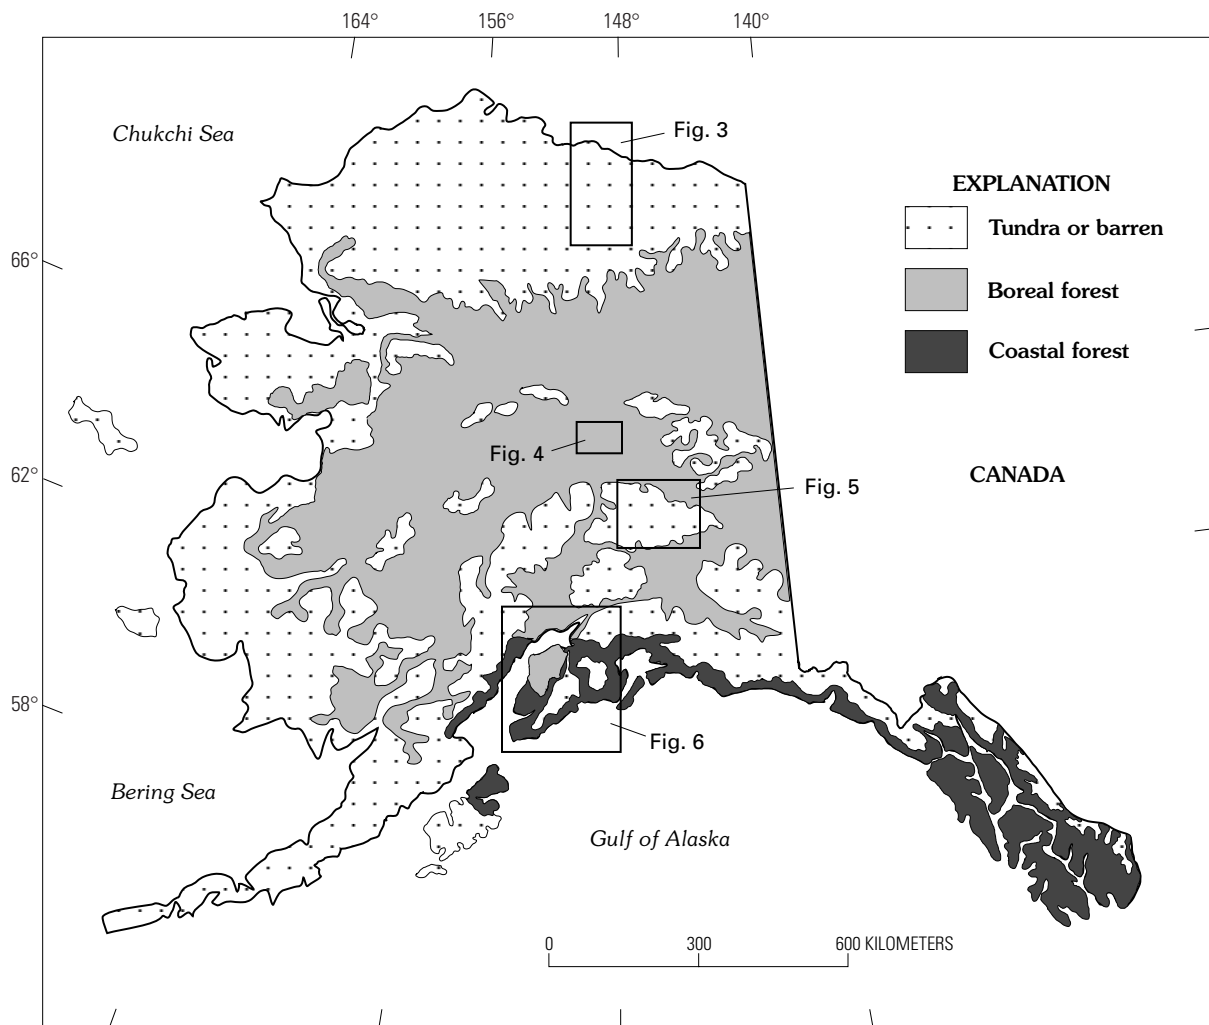 164° 156° 148° 140°
Chukchi Sea
Fig. 3
EXPLANATION
Tundra or barren
66°
Boreal forest
Coastal forest
Fig. 4
62°
CANADA
Fig. 5
58°
Fig. 6
Bering Sea
Gulf of Alaska
0 300 600 KILOMETERS